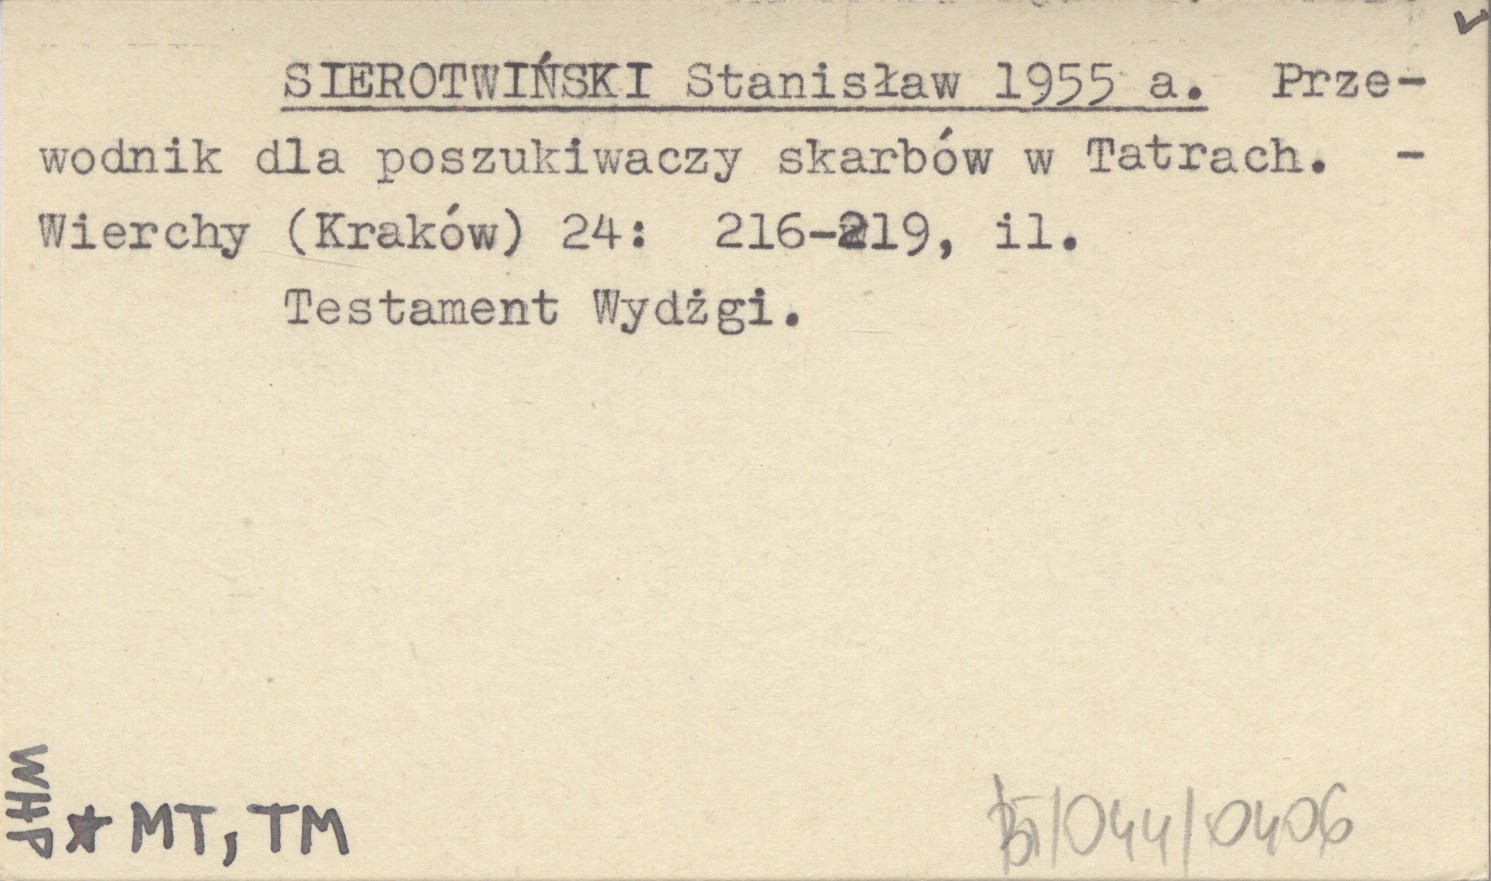 SIEROTWIŃSKI Stanisław 1955 a. Prze-
wodnik dla poszukiwaczy skarbów w Tatrach. -
Wierchy (Kraków) 24: 216-219, il.
Testament Wydżgi.
WHP
* MT, TM
/044/0406